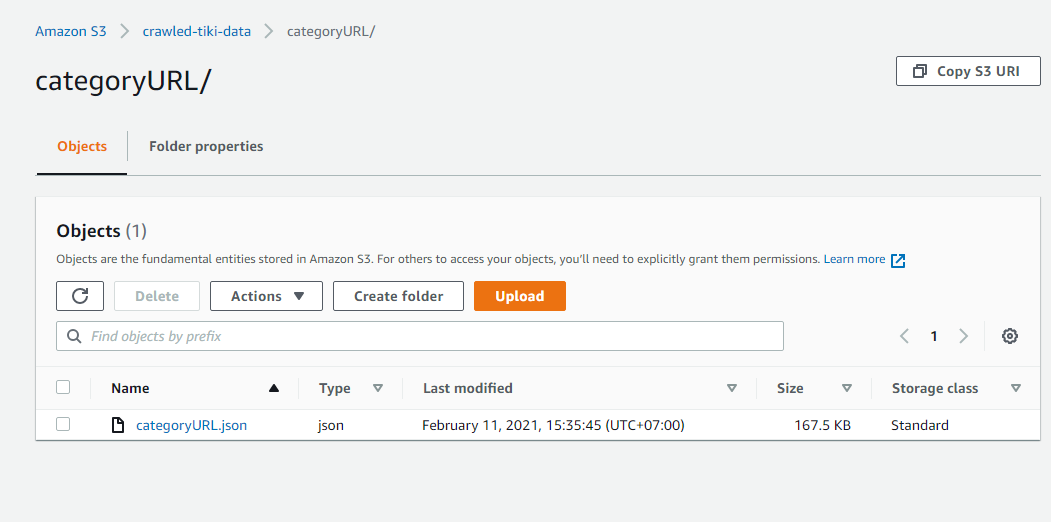 Amazon S3 > crawled-tiki-data > categoryURL/
categoryURL/
Copy S3 URI
Objects
Folder properties
Objects (1)
Objects are the fundamental entities stored in Amazon S3. For others to access your objects, you'll need to explicitly grant them permissions. Learn more
Delete
Actions
Create folder
Upload
Find objects by prefix
1
Name Type Last modified Size Storage class
categoryURL.json json February 11, 2021, 15:35:45 (UTC+07:00) 167.5 KB Standard